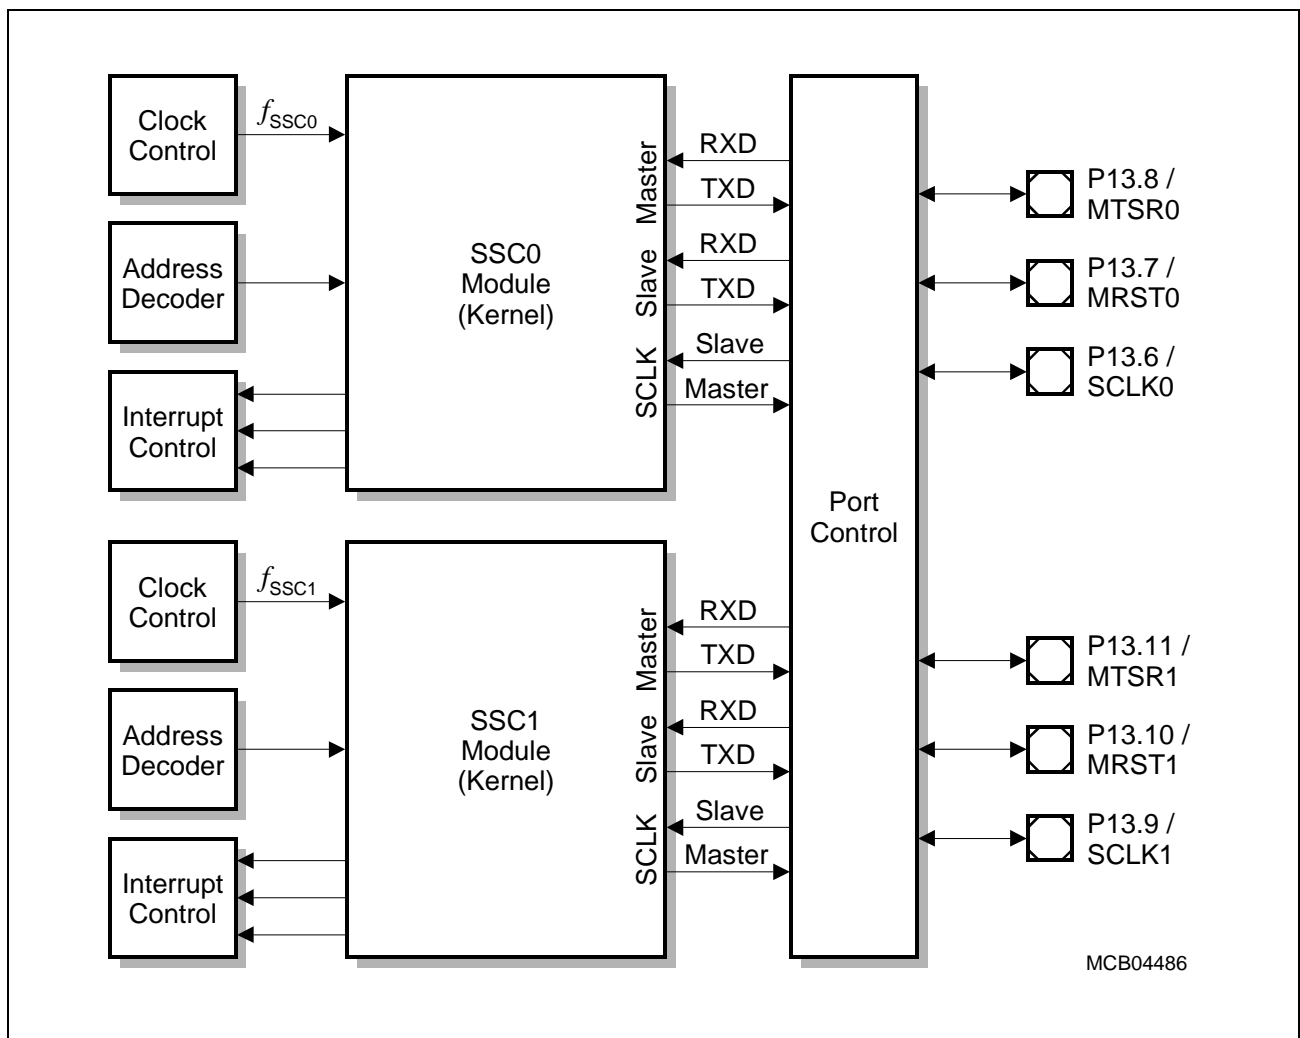 Clock
Control
fSSC0
Address
Decoder
Interrupt
Control
SSC0
Module
(Kernel)
Master
Slave
SCLK
RXD
TXD
RXD
TXD
Slave
Master
Port
Control
P13.8 /
MTSR0
P13.7 /
MRST0
P13.6 /
SCLK0
Clock
Control
fSSC1
Address
Decoder
Interrupt
Control
SSC1
Module
(Kernel)
Master
Slave
SCLK
RXD
TXD
RXD
TXD
Slave
Master
P13.11 /
MTSR1
P13.10 /
MRST1
P13.9 /
SCLK1
MCB04486